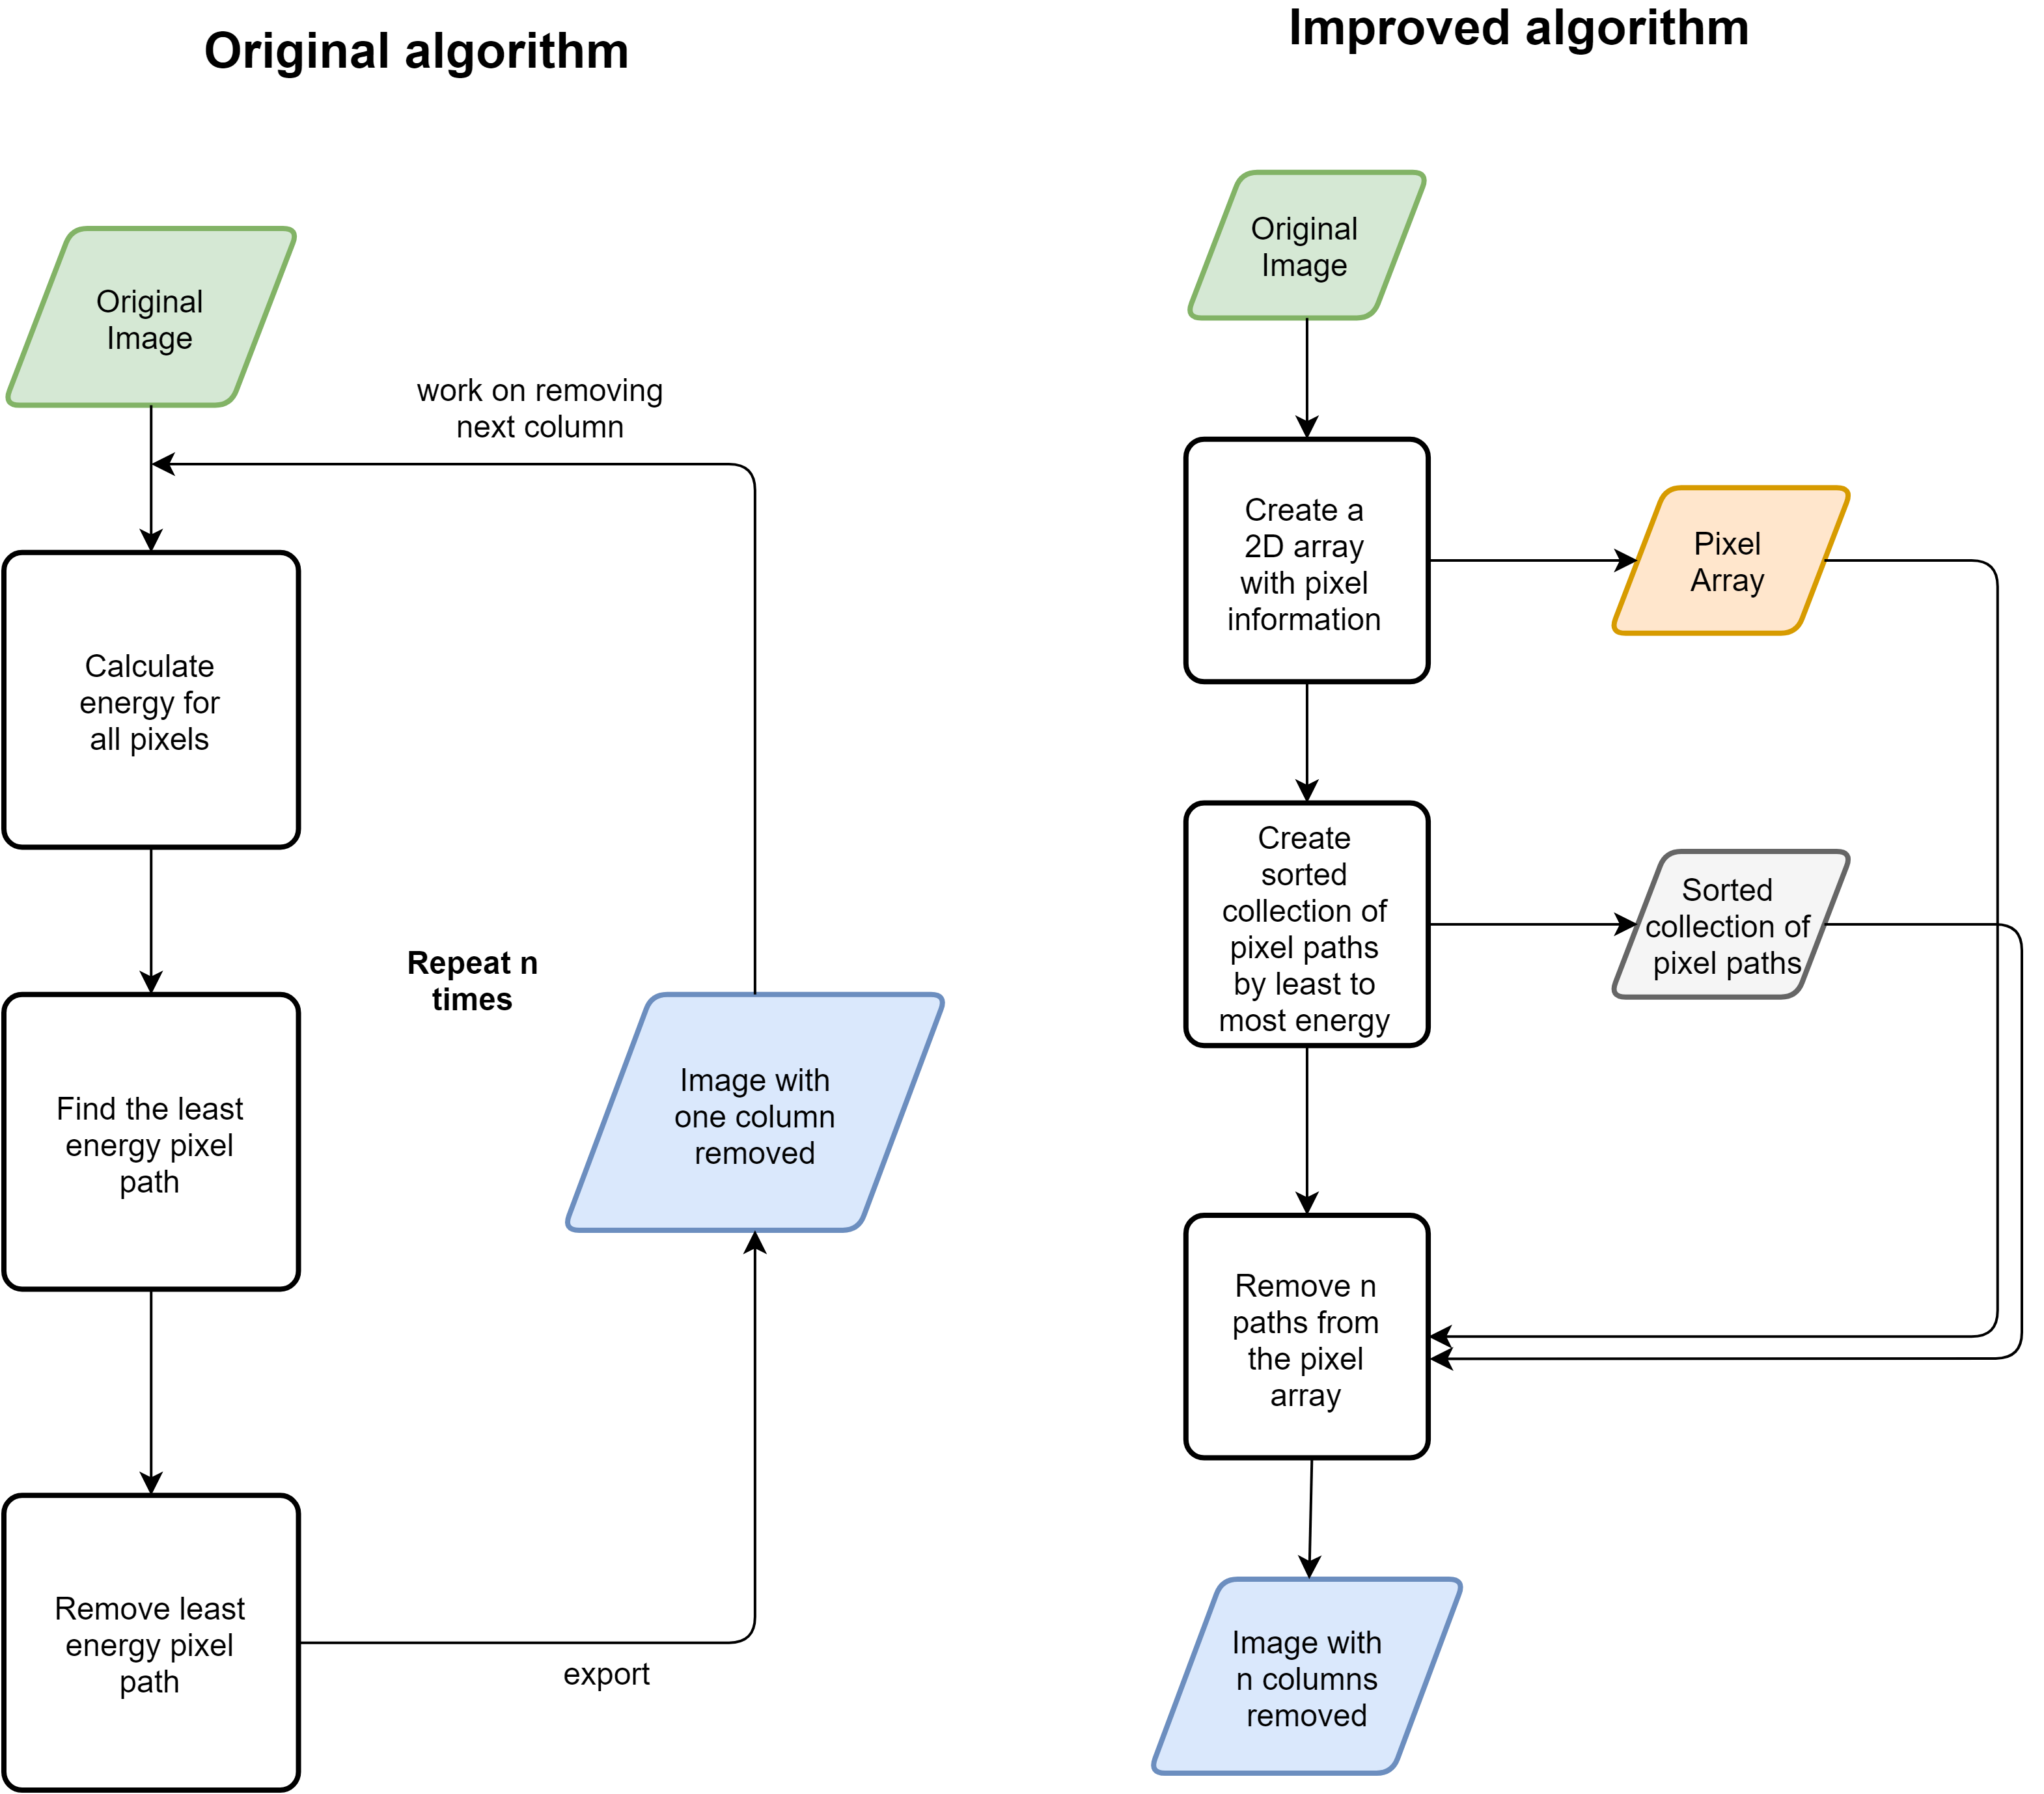 Original algorithm
Original
Image
work on removing
next column
Calculate
energy for
all pixels
Repeat n
times
Find the least
energy pixel
path
Image with
one column
removed
Remove least
energy pixel
path
export
Improved algorithm
Original
Image
Create a
2D array
with pixel
information
Pixel
Array
Create
sorted
collection of
pixel paths
by least to
most energy
Sorted
collection of
pixel paths
Remove n
paths from
the pixel
array
Image with
n columns
removed